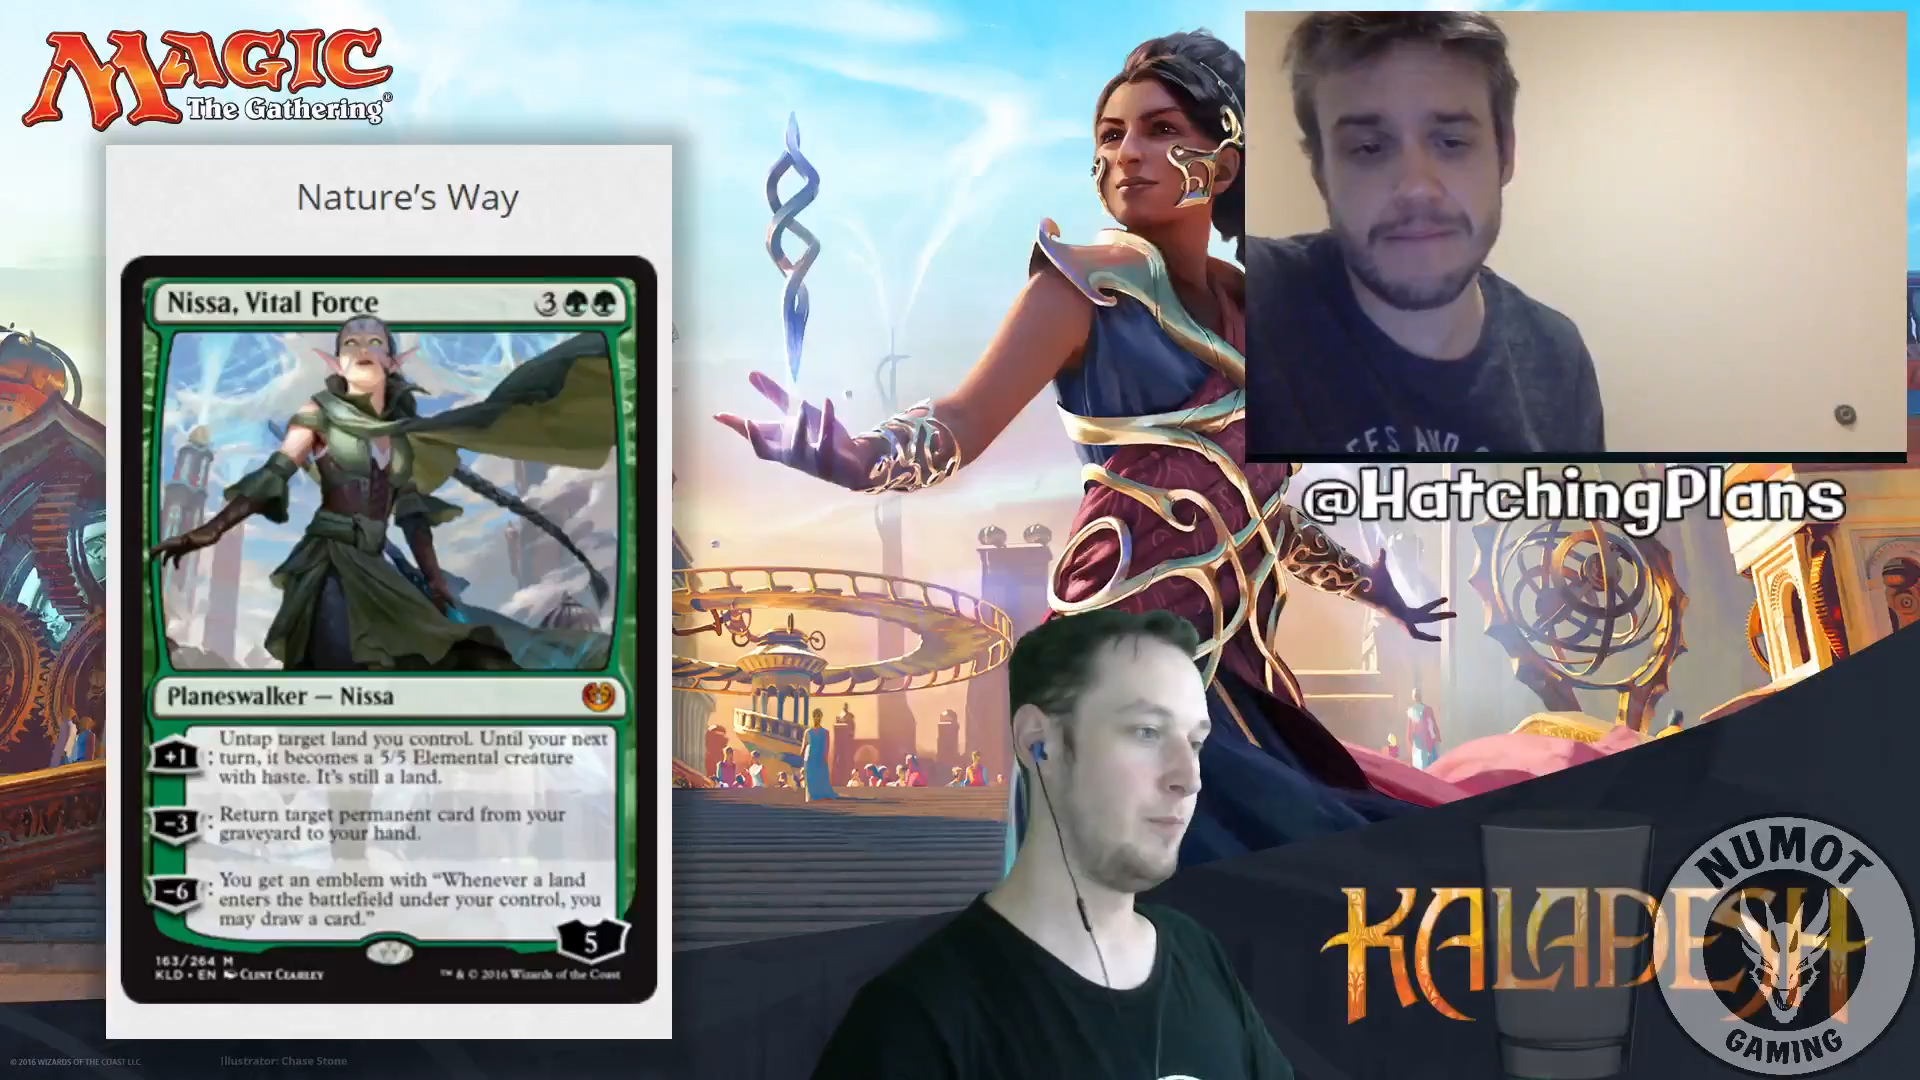 MAGIC
The Gathering®
Nature's Way
Nissa, Vital Force
3
Planeswalker — Nissa
+1 : Untap target land you control. Until your next
turn, it becomes a 5/5 Elemental creature
with haste. It's still a land.
-3 : Return target permanent card from your
graveyard to your hand.
-6 : You get an emblem with “Whenever a land
enters the battlefield under your control, you
may draw a card.”
5
163/264 M
KLD • EN CLINT CEARLEY
™ & © 2016 Wizards of the Coast
@HatchingPlans
KALADESH
NUMOT
GAMING
© 2016 WIZARDS OF THE COAST LLC
Illustrator: Chase Stone